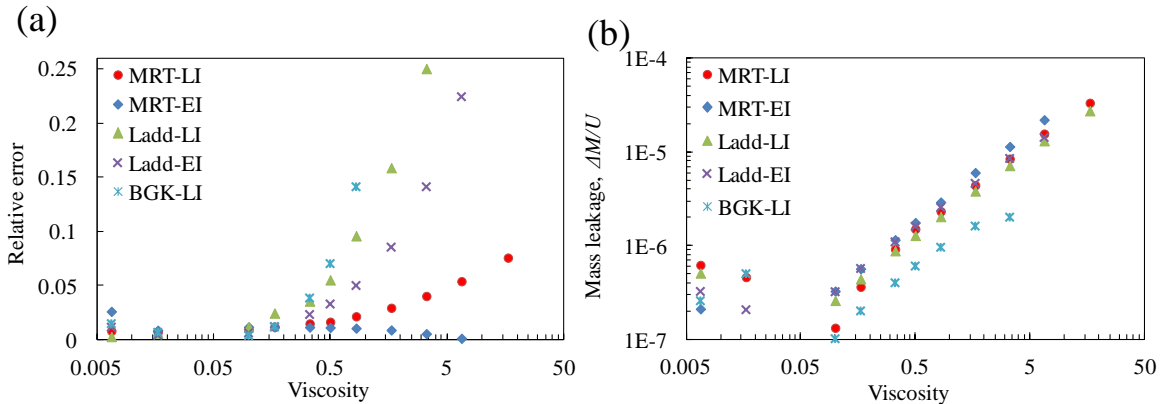 (a)
0.25
0.2
0.15
0.1
0.05
0
Relative error
MRT-LI
MRT-EI
Ladd-LI
Ladd-EI
BGK-LI
0.005
0.05
0.5
5
50
Viscosity
(b)
1E-4
1E-5
1E-6
1E-7
Mass leakage, ΔM/U
MRT-LI
MRT-EI
Ladd-LI
Ladd-EI
BGK-LI
0.005
0.05
0.5
5
50
Viscosity